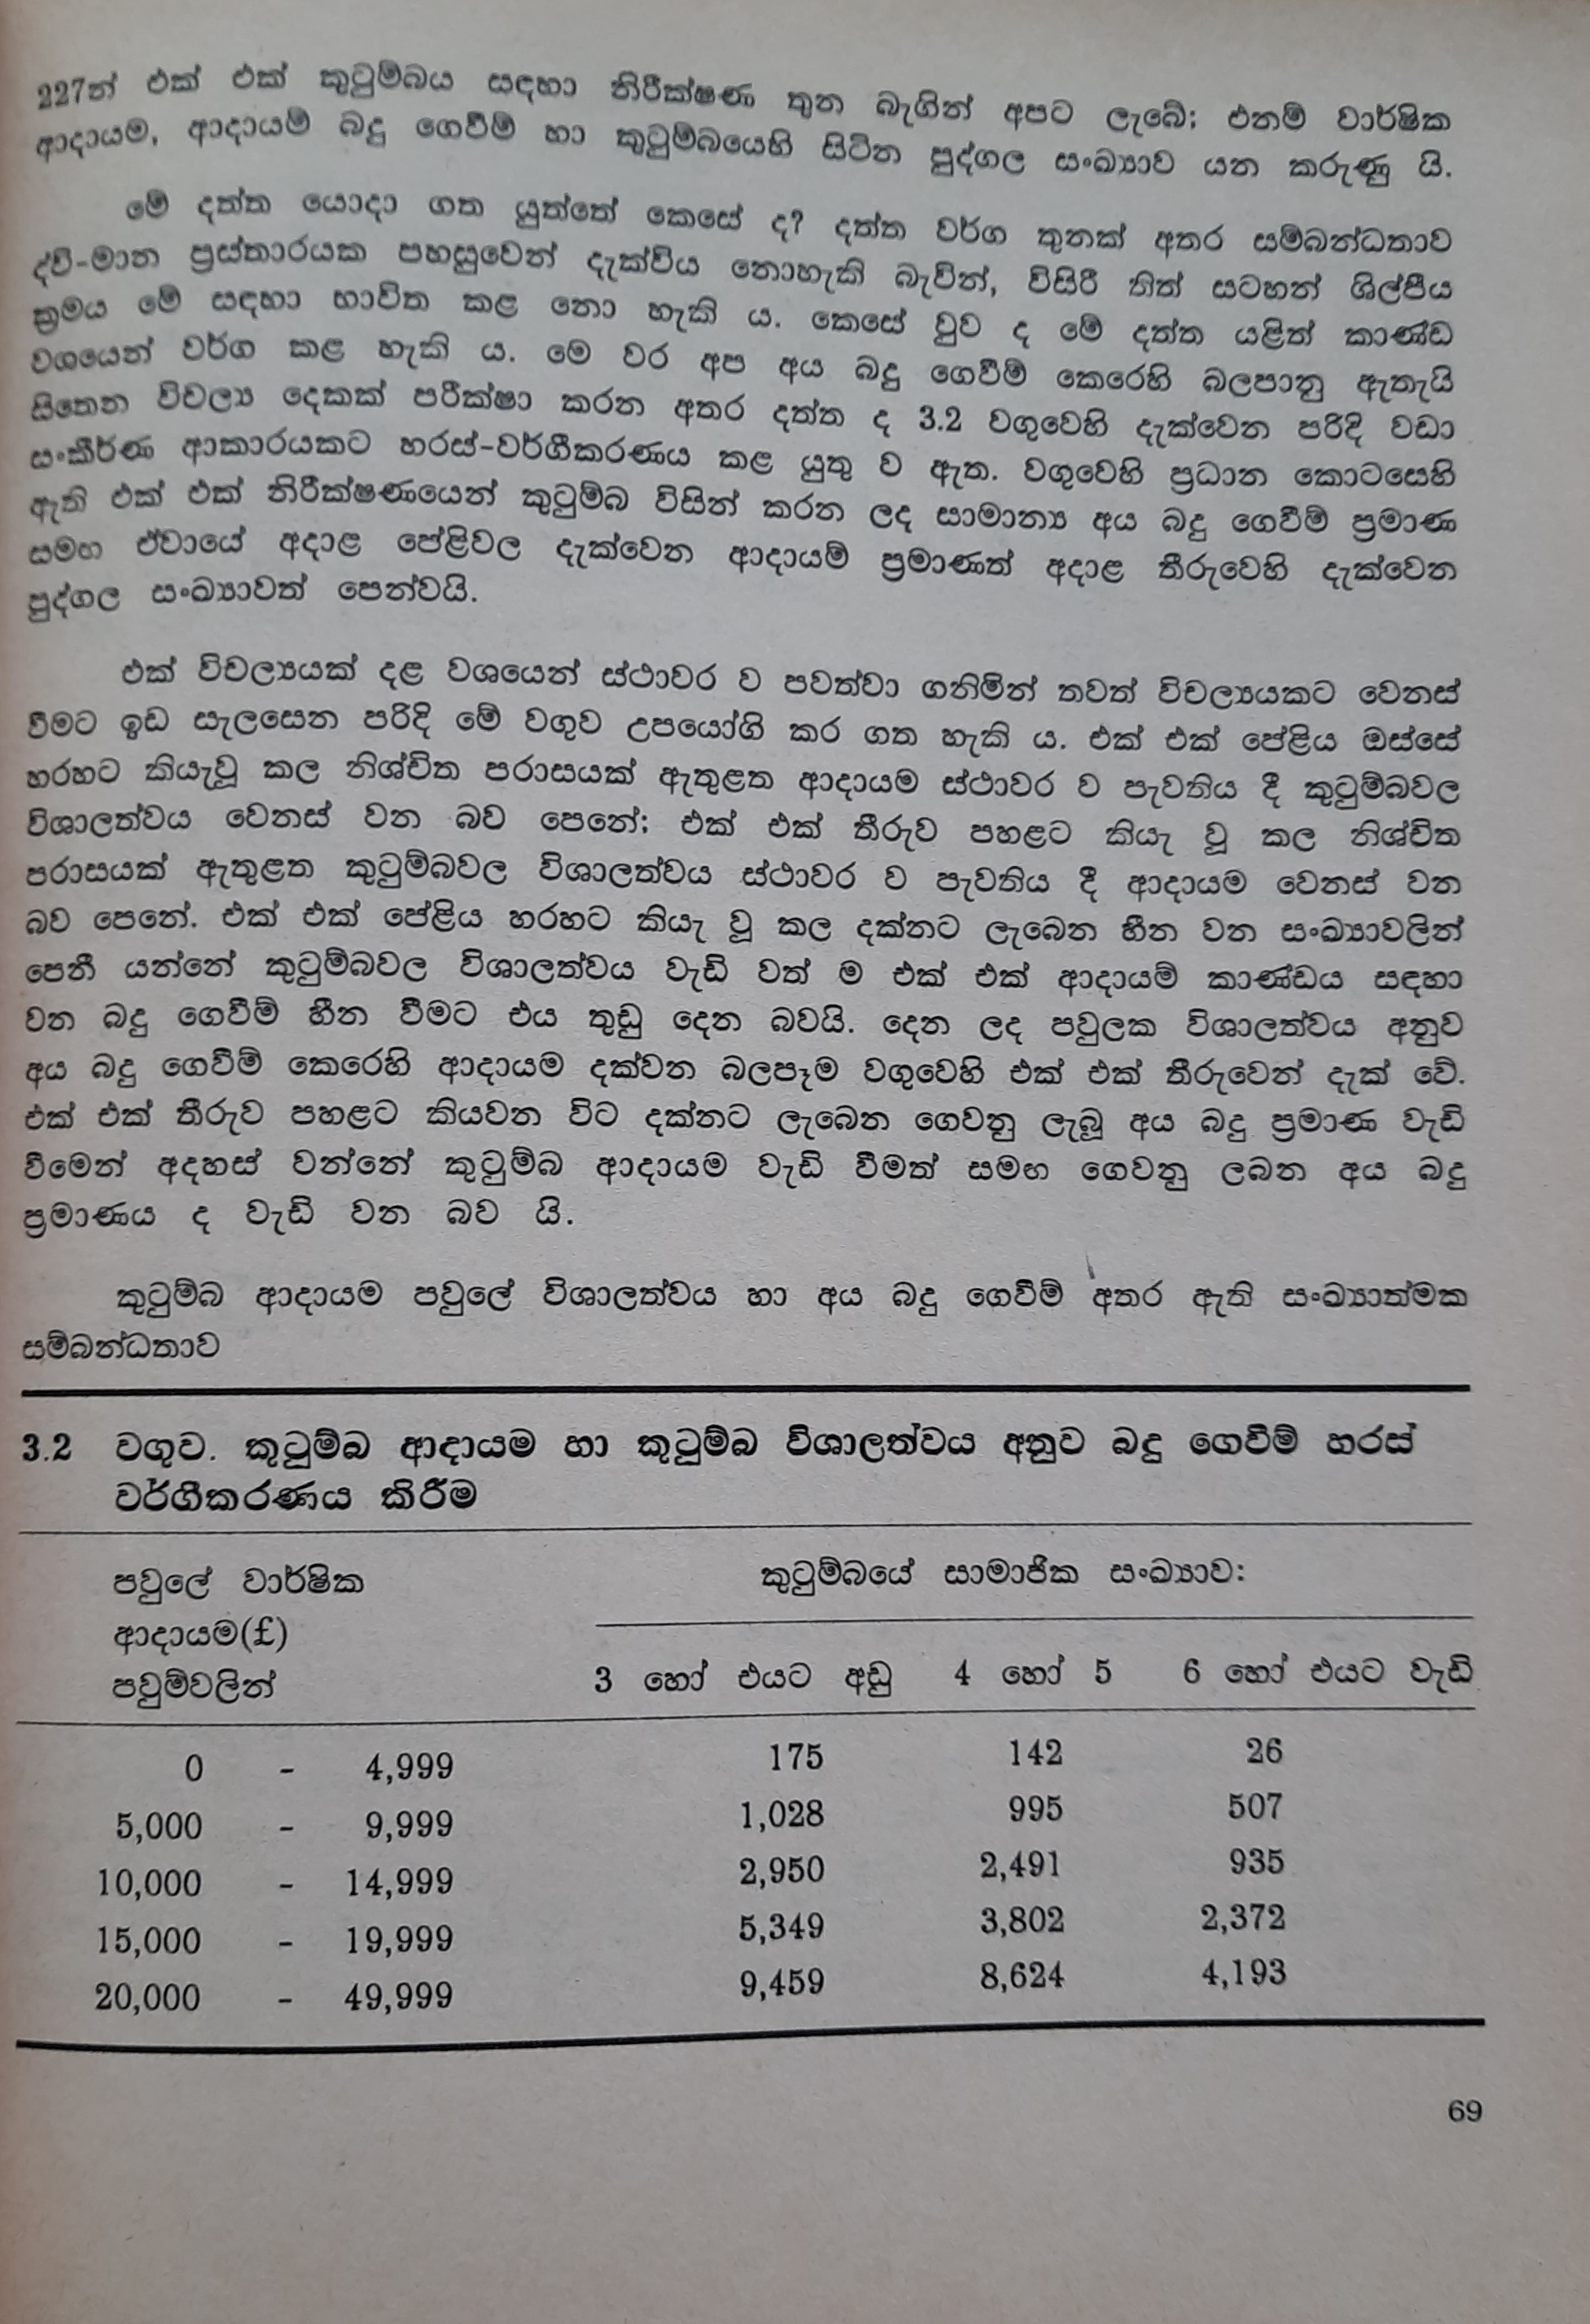 227න් එක් එක් කුටුම්බය සඳහා නිරීක්ෂණ තුන බැගින් අපට ලැබේ; එනම් වාර්ෂික
ආදායම, ආදායම් බදු ගෙවීම් හා කුටුම්බයෙහි සිටින පුද්ගල සංඛ්‍යාව යන කරුණු යි.
මේ දත්ත යොදා ගත යුත්තේ කෙසේ ද? දත්ත වර්ග තුනක් අතර සම්බන්ධතාව
ද්වි-මාන ප්‍රස්තාරයක පහසුවෙන් දැක්විය නොහැකි බැවින්, විසිරි තිත් සටහන් ශිල්පීය
ක්‍රමය මේ සඳහා භාවිත කළ නො හැකි ය. කෙසේ වුව ද මේ දත්ත යළිත් කාණ්ඩ
වශයෙන් වර්ග කළ හැකි ය. මෙ වර අප අය බදු ගෙවීම් කෙරෙහි බලපානු ඇතැයි
සිතෙන විචල්‍ය දෙකක් පරීක්ෂා කරන අතර දත්ත ද 3.2 වගුවෙහි දැක්වෙන පරිදි වඩා
සංකීර්ණ ආකාරයකට හරස්-වර්ගීකරණය කළ යුතු ව ඇත. වගුවෙහි ප්‍රධාන කොටසෙහි
ඇති එක් එක් නිරීක්ෂණයෙන් කුටුම්බ විසින් කරන ලද සාමාන්‍ය අය බදු ගෙවීම් ප්‍රමාණ
සමඟ ඒවායේ අදාළ පේළිවල දැක්වෙන ආදායම් ප්‍රමාණත් අදාළ තීරුවෙහි දැක්වෙන
පුද්ගල සංඛ්‍යාවත් පෙන්වයි.
එක් විචල්‍යයක් දළ වශයෙන් ස්ථාවර ව පවත්වා ගනිමින් තවත් විචල්‍යයකට වෙනස්
වීමට ඉඩ සැලසෙන පරිදි මේ වගුව උපයෝගි කර ගත හැකි ය. එක් එක් පේළිය ඔස්සේ
හරහට කියැවූ කල නිශ්චිත පරාසයක් ඇතුළත ආදායම ස්ථාවර ව පැවතිය දී කුටුම්බවල
විශාලත්වය වෙනස් වන බව පෙනේ; එක් එක් තීරුව පහළට කියැ වූ කල නිශ්චිත
පරාසයක් ඇතුළත කුටුම්බවල විශාලත්වය ස්ථාවර ව පැවතිය දී ආදායම වෙනස් වන
බව පෙනේ. එක් එක් පේළිය හරහට කියැ වූ කල දක්නට ලැබෙන හීන වන සංඛ්‍යාවලින්
පෙනී යන්නේ කුටුම්බවල විශාලත්වය වැඩි වත් ම එක් එක් ආදායම් කාණ්ඩය සඳහා
වන බදු ගෙවීම් හීන වීමට එය තුඩු දෙන බවයි. දෙන ලද පවුලක විශාලත්වය අනුව
අය බදු ගෙවීම් කෙරෙහි ආදායම දක්වන බලපෑම වගුවෙහි එක් එක් තීරුවෙන් දැක් වේ.
එක් එක් තීරුව පහළට කියවන විට දක්නට ලැබෙන ගෙවනු ලැබූ අය බදු ප්‍රමාණ වැඩි
වීමෙන් අදහස් වන්නේ කුටුම්බ ආදායම වැඩි වීමත් සමඟ ගෙවනු ලබන අය බදු
ප්‍රමාණය ද වැඩි වන බව යි.
කුටුම්බ ආදායම පවුලේ විශාලත්වය හා අය බදු ගෙවීම් අතර ඇති සංඛ්‍යාත්මක
සම්බන්ධතාව
3.2 වගුව. කුටුම්බ ආදායම හා කුටුම්බ විශාලත්වය අනුව බදු ගෙවීම් හරස්
වර්ගීකරණය කිරීම
පවුලේ වාර්ෂික කුටුම්බයේ සාමාජික සංඛ්‍යාව:
ආදායම(£)
පවුම්වලින් 3 හෝ එයට අඩු 4 හෝ 5 6 හෝ එයට වැඩි
0 - 4,999 175 142 26
5,000 - 9,999 1,028 995 507
10,000 - 14,999 2,950 2,491 935
15,000 - 19,999 5,349 3,802 2,372
20,000 - 49,999 9,459 8,624 4,193
69